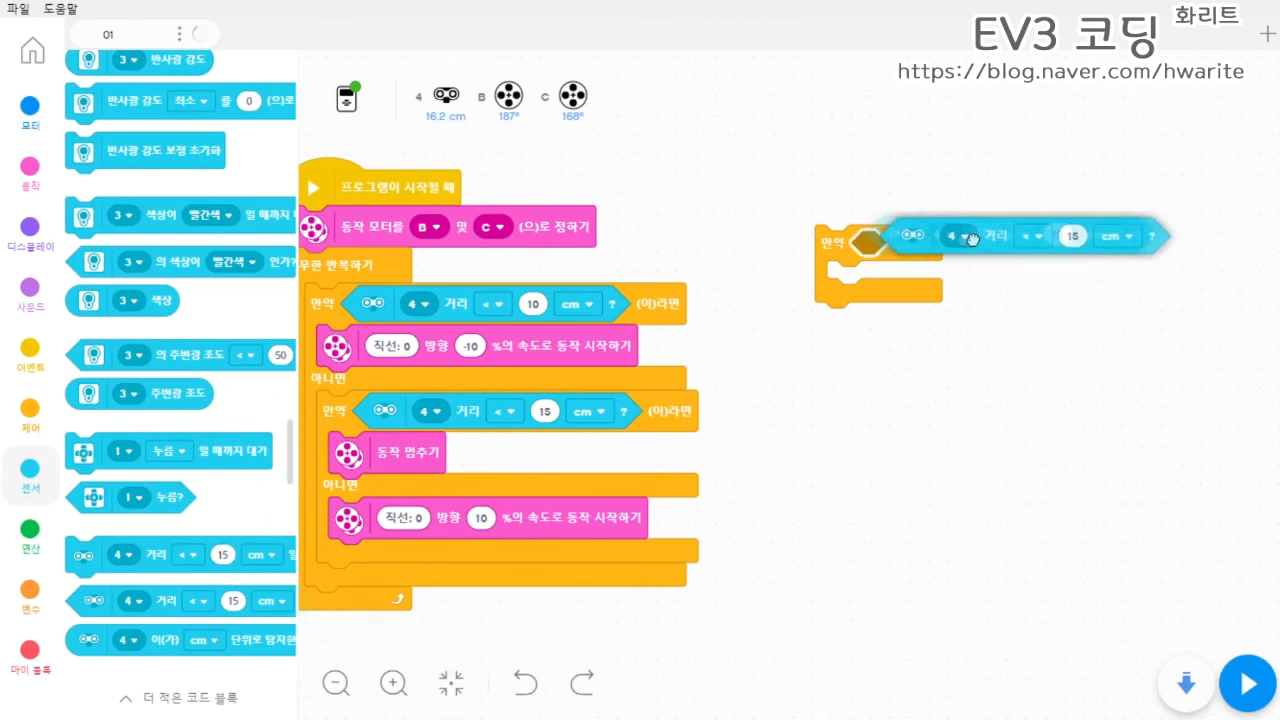 파일 도움말
01
EV3 코딩 화리트
https://blog.naver.com/hwarite
모터
동작
디스플레이
사운드
이벤트
제어
센서
연산
변수
마이 블록
3 반사광 강도
반사광 강도 최소 를 0 (으)로
반사광 강도 보정 초기화
3 색상이 빨간색 일 때까지
3 의 색상이 빨간색 인가?
3 색상
3 의 주변광 조도 < 50
3 주변광 조도
1 누름 일 때까지 대기
1 누름?
4 거리 < 15 cm
4 거리 < 15 cm
4 이(가) cm 단위로 탐지한
더 적은 코드 블록
4 B C
16.2 cm 187° 168°
프로그램이 시작할 때
동작 모터를 B 및 C (으)로 정하기
무한 반복하기
만약 4 거리 < 10 cm ? (이)라면
직선: 0 방향 -10 %의 속도로 동작 시작하기
아니면
만약 4 거리 < 15 cm ? (이)라면
동작 멈추기
아니면
직선: 0 방향 10 %의 속도로 동작 시작하기
만약 4 거리 < 15 cm ?